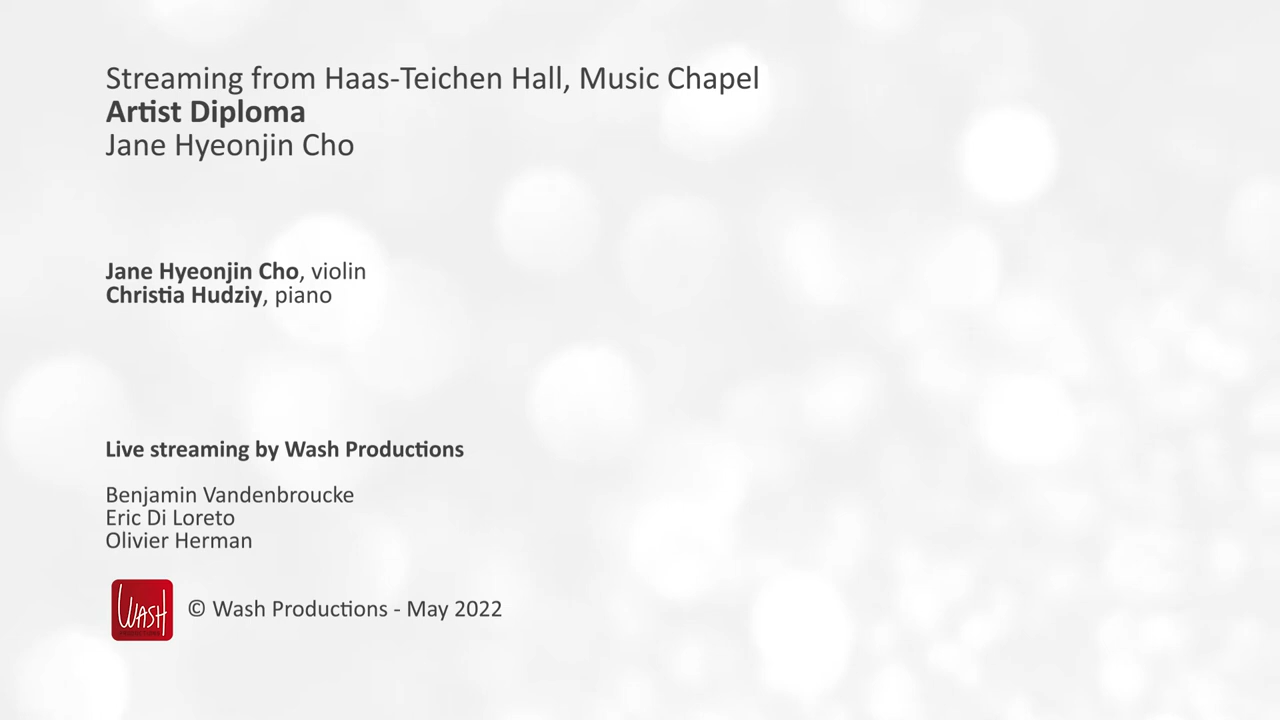 Streaming from Haas-Teichen Hall, Music Chapel
Artist Diploma
Jane Hyeonjin Cho
Jane Hyeonjin Cho, violin
Christia Hudziy, piano
Live streaming by Wash Productions
Benjamin Vandenbroucke
Eric Di Loreto
Olivier Herman
WASH
© Wash Productions - May 2022